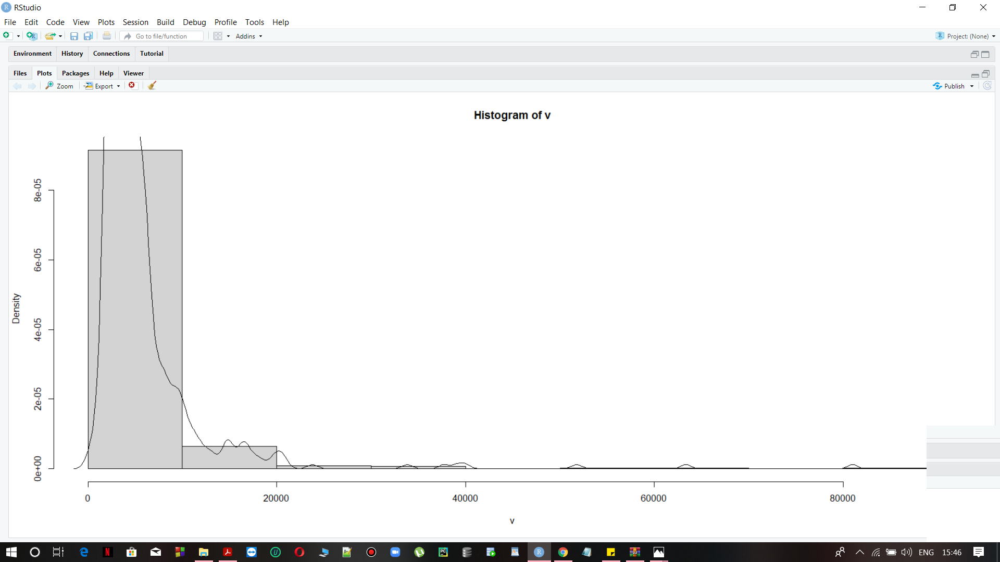 RStudio
File Edit Code View Plots Session Build Debug Profile Tools Help
Go to file/function Addins Project: (None)
Environment History Connections Tutorial
Files Plots Packages Help Viewer
Zoom Export Publish
Histogram of v
Density
8e-05
6e-05
4e-05
2e-05
0e+00
0 20000 40000 60000 80000
v
ENG 15:46